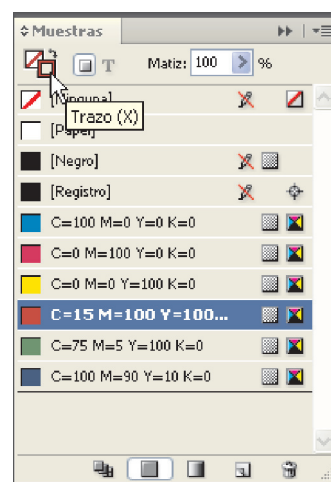 Muestras
T Matiz: 100 %
[Ninguna]
Trazo (X)
[Papel]
[Negro]
[Registro]
C=100 M=0 Y=0 K=0
C=0 M=100 Y=0 K=0
C=0 M=0 Y=100 K=0
C=15 M=100 Y=100...
C=75 M=5 Y=100 K=0
C=100 M=90 Y=10 K=0